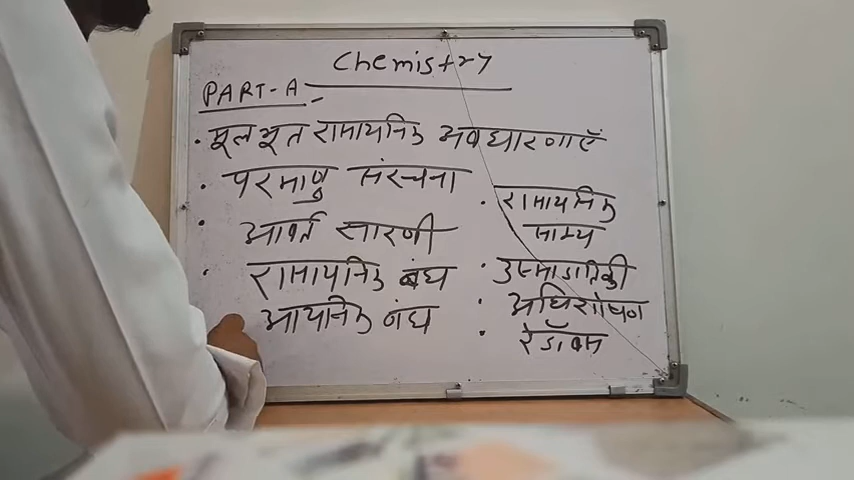 Chemistry
PART-A
• मूलभूत रासायनिक अवधारणाएँ
• परमाणु संरचना
• आवर्त सारणी
• रासायनिक बंध
आयनिक बंध
• रासायनिक
साम्य
• उष्मागतिकी
• अधिशोषण
• रेडॉक्स